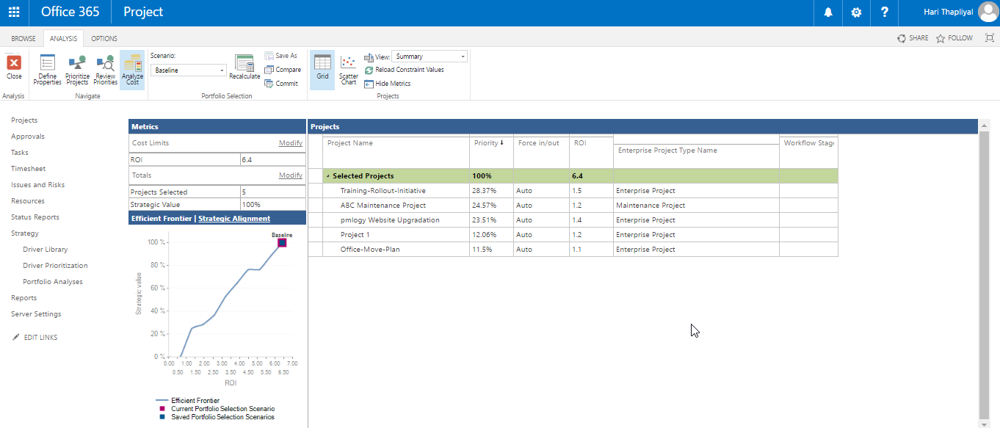 Office 365 Project Hari Thapliyal
BROWSE ANALYSIS OPTIONS SHARE FOLLOW
Close
Analysis
Define Properties
Prioritize Projects
Review Priorities
Analyze Cost
Navigate
Scenario:
Baseline
Recalculate
Save As
Compare
Commit
Portfolio Selection
Grid
Scatter Chart
View: Summary
Reload Constraint Values
Hide Metrics
Projects
Projects
Approvals
Tasks
Timesheet
Issues and Risks
Resources
Status Reports
Strategy
Driver Library
Driver Prioritization
Portfolio Analyses
Reports
Server Settings
EDIT LINKS
Metrics
Cost Limits Modify
ROI 6.4
Totals Modify
Projects Selected 5
Strategic Value 100%
Efficient Frontier | Strategic Alignment
Baseline
100 %
80 %
60 %
40 %
20 %
0 %
Strategic value
0.00 1.00 2.00 3.00 4.00 5.00 6.00 7.00
0.50 1.50 2.50 3.50 4.50 5.50 6.50
ROI
Efficient Frontier
Current Portfolio Selection Scenario
Saved Portfolio Selection Scenarios
Projects
Project Name Priority Force in/out ROI Enterprise Project Type Name Workflow Stag
Selected Projects 100% 6.4
Training-Rollout-Initiative 28.37% Auto 1.5 Enterprise Project
ABC Maintenance Project 24.57% Auto 1.2 Maintenance Project
pmlogy Website Upgradation 23.51% Auto 1.4 Enterprise Project
Project 1 12.06% Auto 1.2 Enterprise Project
Office-Move-Plan 11.5% Auto 1.1 Enterprise Project